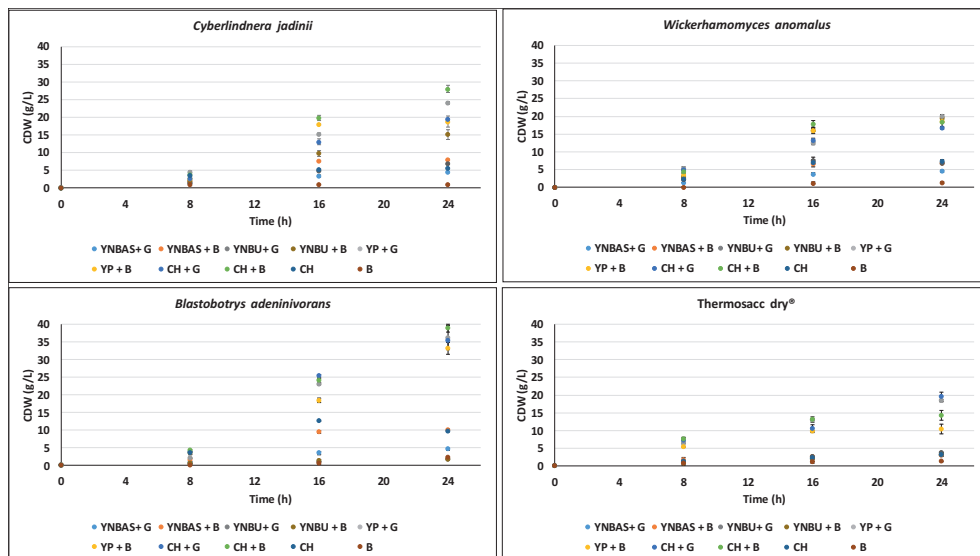 Cyberlindnera jadinii
CDW (g/L)
40
35
30
25
20
15
10
5
0
0 4 8 12 16 20 24
Time (h)
YNBAS+ G YNBAS + B YNBU+ G YNBU + B YP + G
YP + B CH + G CH + B CH B
Wickerhamomyces anomalus
CDW (g/L)
40
35
30
25
20
15
10
5
0
0 4 8 12 16 20 24
Time (h)
YNBAS+ G YNBAS + B YNBU+ G YNBU + B YP + G
YP + B CH + G CH + B CH B
Blastobotrys adeninivorans
CDW (g/L)
40
35
30
25
20
15
10
5
0
0 4 8 12 16 20 24
Time (h)
YNBAS+ G YNBAS + B YNBU+ G YNBU + B YP + G
YP + B CH + G CH + B CH B
Thermosacc dry®
CDW (g/L)
40
35
30
25
20
15
10
5
0
0 4 8 12 16 20 24
Time (h)
YNBAS+ G YNBAS + B YNBU+ G YNBU + B YP + G
YP + B CH + G CH + B CH B